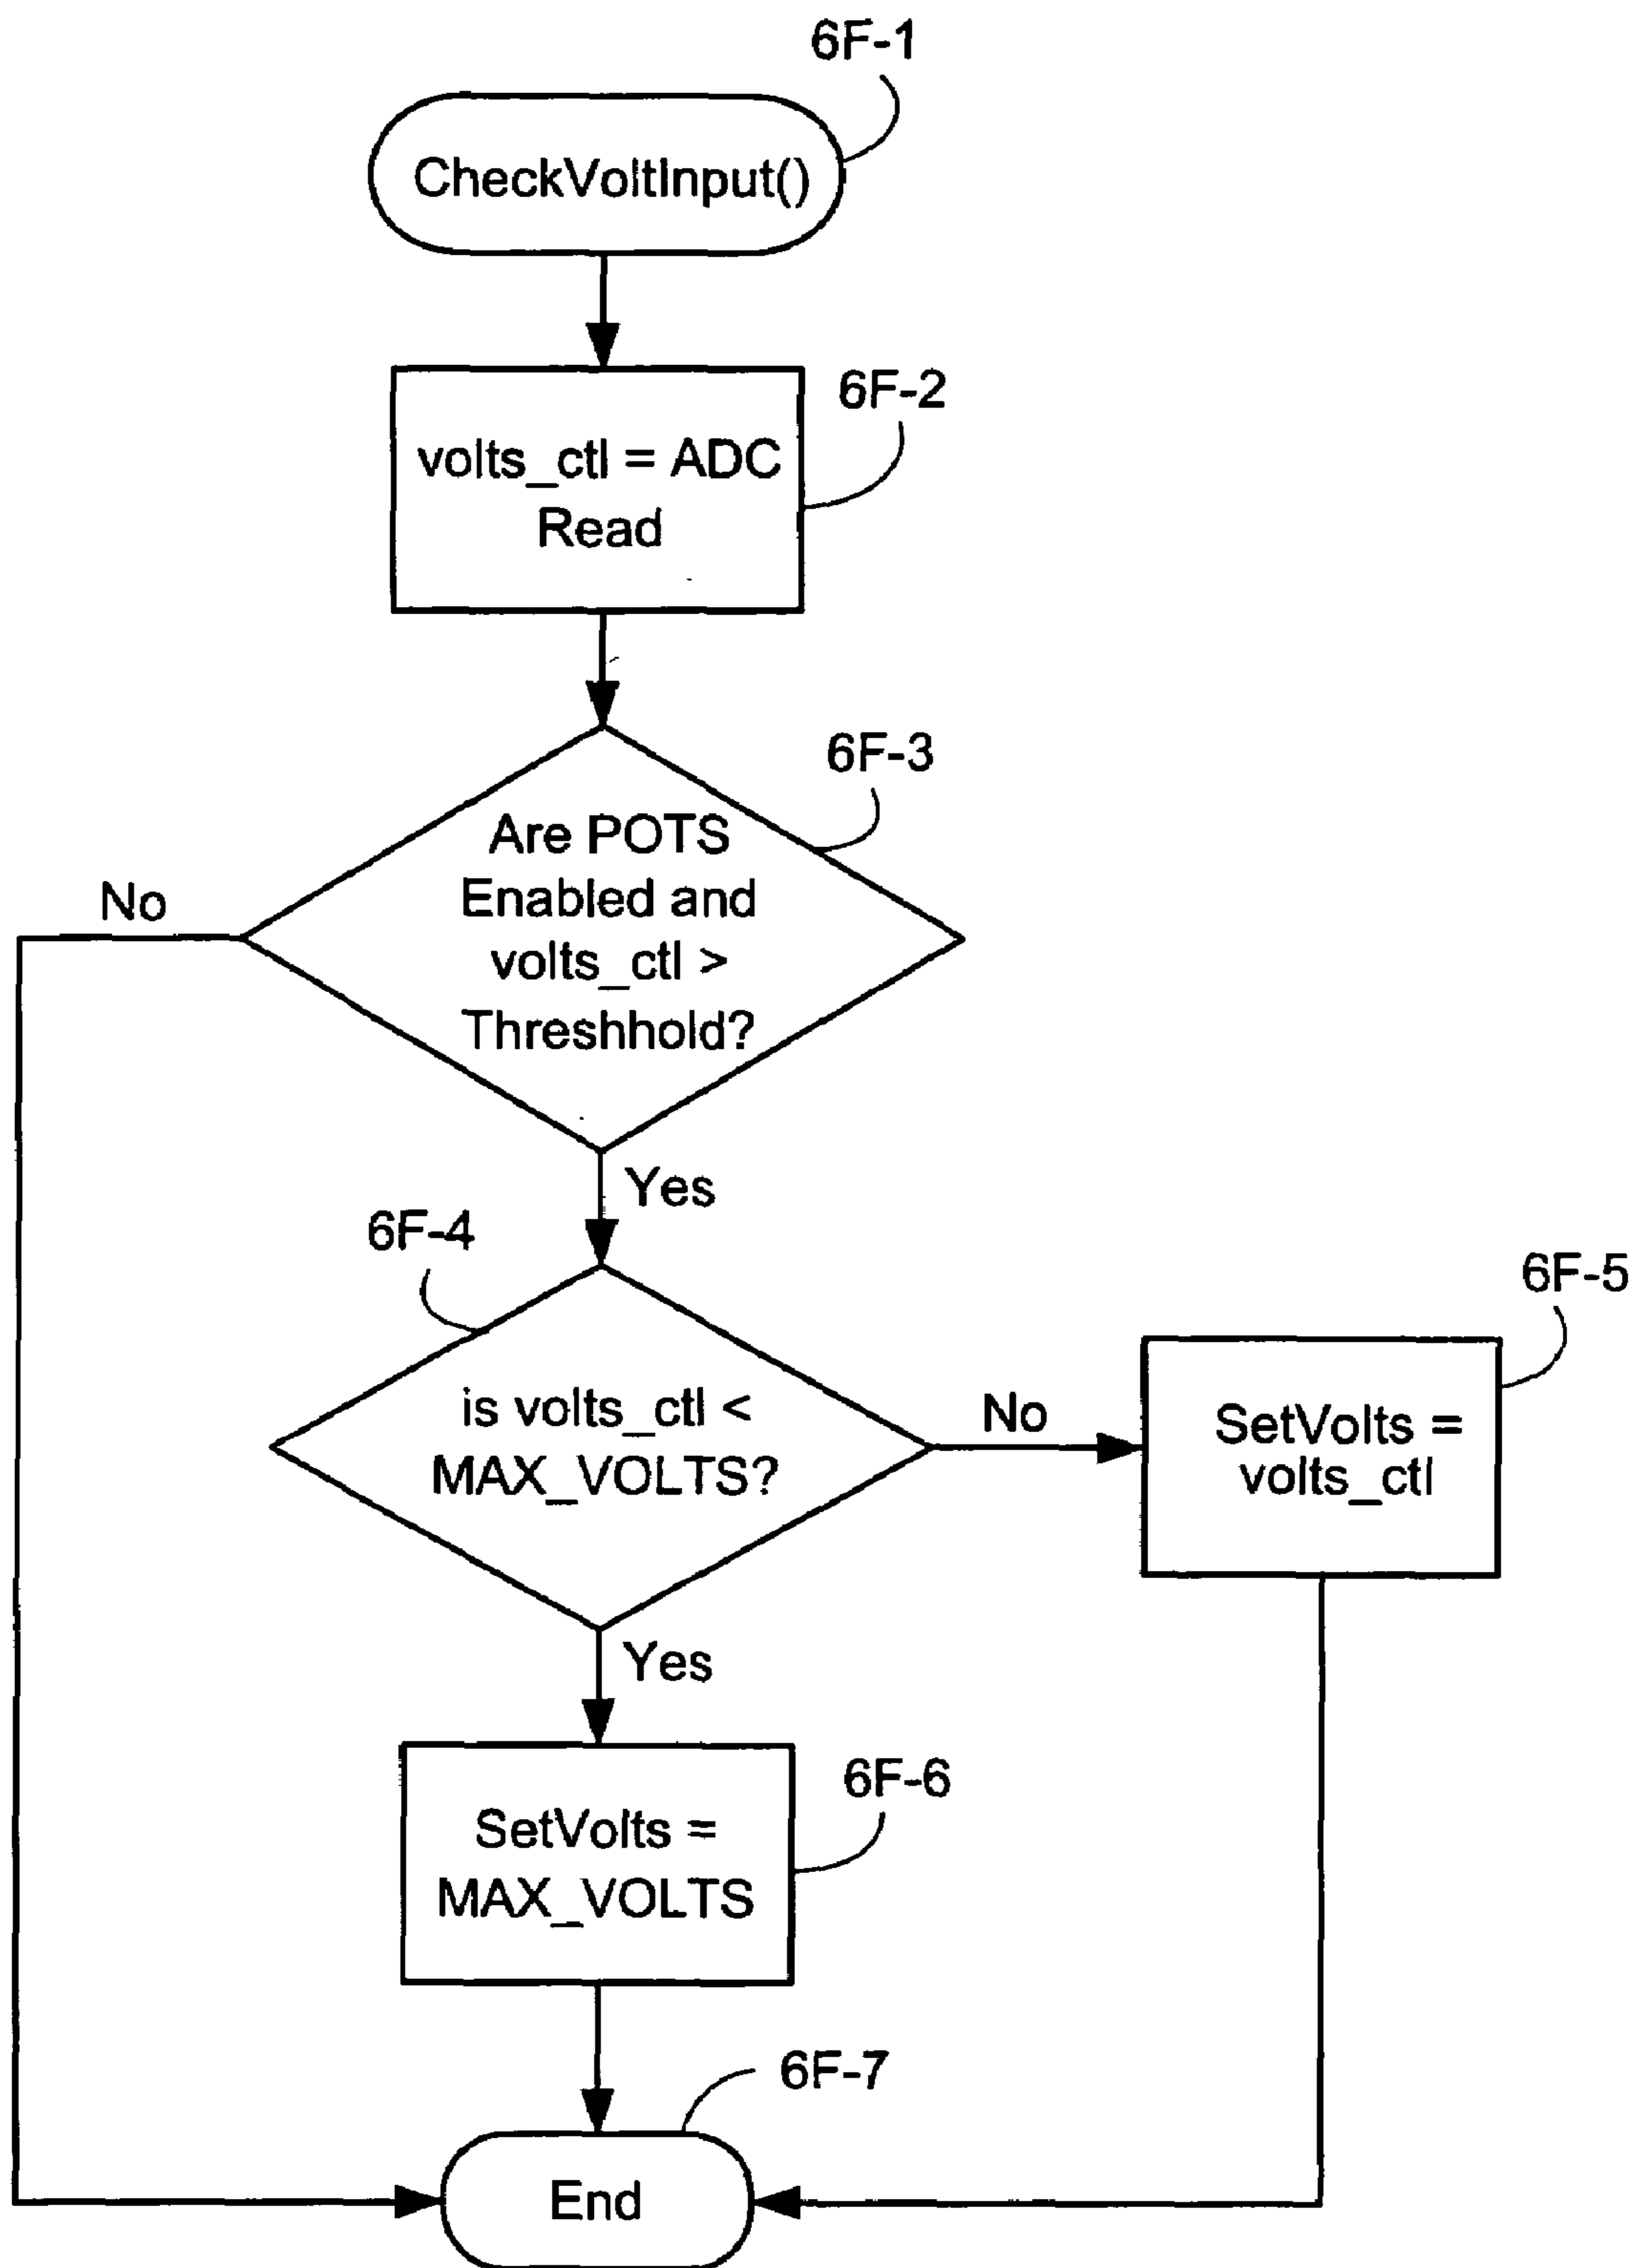 6F-1
CheckVoltInput()
6F-2
volts_ctl = ADC
Read
6F-3
Are POTS
Enabled and
volts_ctl >
Threshhold?
No
Yes
6F-4
is volts_ctl <
MAX_VOLTS?
No
6F-5
SetVolts =
volts_ctl
Yes
6F-6
SetVolts =
MAX_VOLTS
6F-7
End